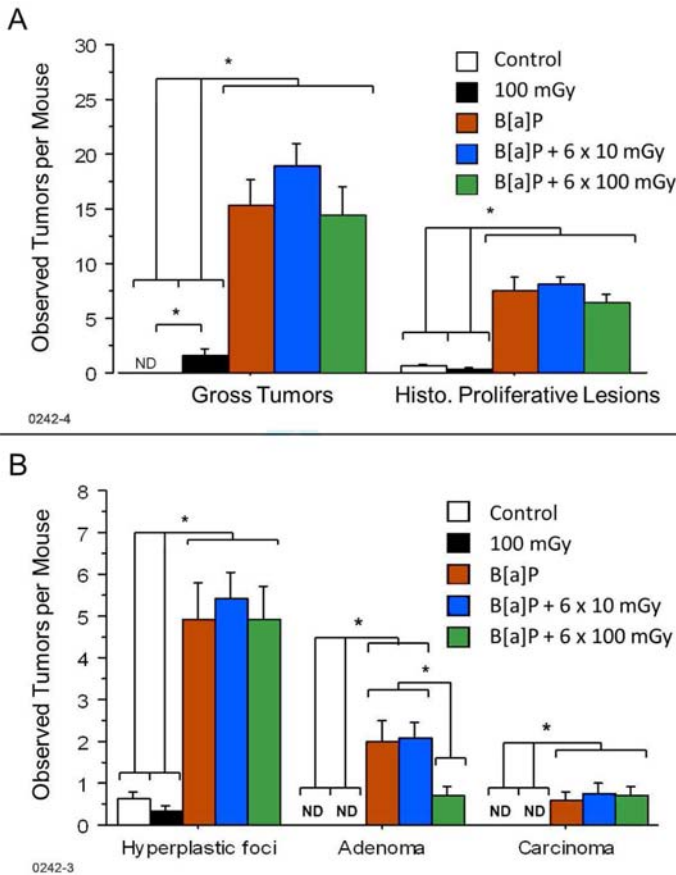 A
Observed Tumors per Mouse
30
25
20
15
10
5
0
*
*
*
ND
Control
100 mGy
B[a]P
B[a]P + 6 x 10 mGy
B[a]P + 6 x 100 mGy
Gross Tumors
Histo. Proliferative Lesions
0242-4
B
Observed Tumors per Mouse
8
7
6
5
4
3
2
1
0
*
*
*
*
ND
ND
ND
ND
Control
100 mGy
B[a]P
B[a]P + 6 x 10 mGy
B[a]P + 6 x 100 mGy
Hyperplastic foci
Adenoma
Carcinoma
0242-3